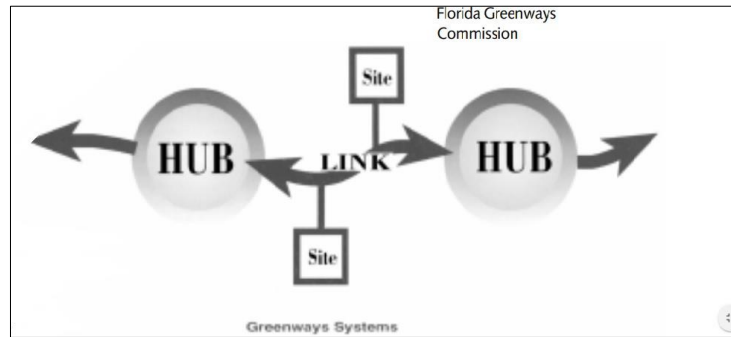 Florida Greenways
Commission
Site
HUB
LINK
HUB
Site
Greenways Systems